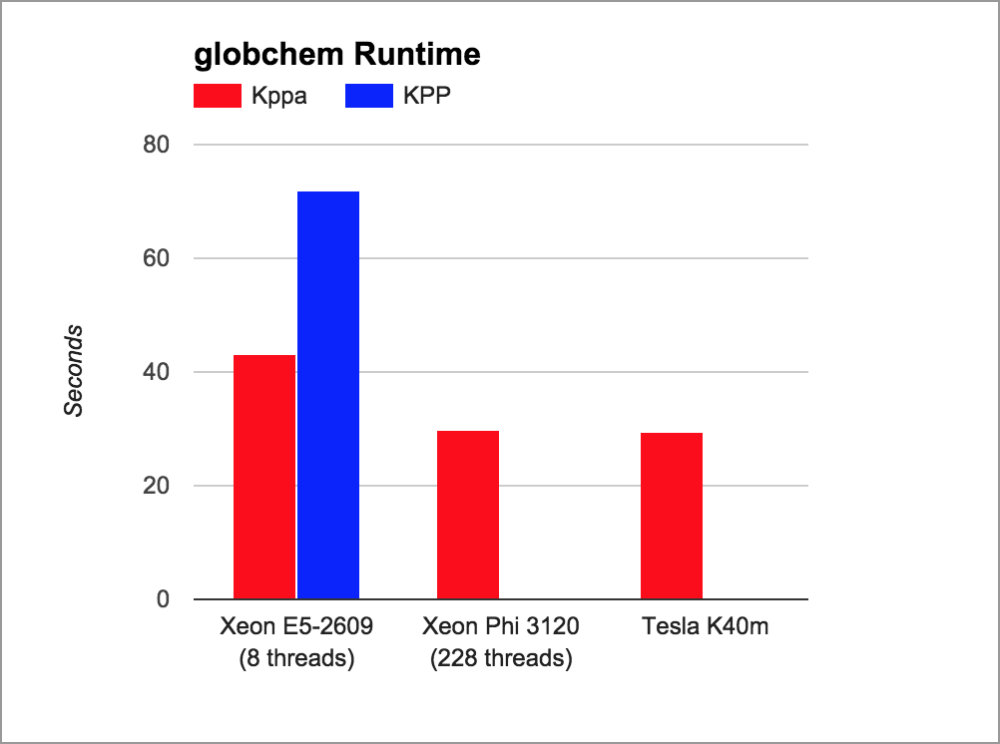 globchem Runtime
Kppa KPP
80
60
40
20
0
Seconds
Xeon E5-2609 Xeon Phi 3120 Tesla K40m
(8 threads) (228 threads)